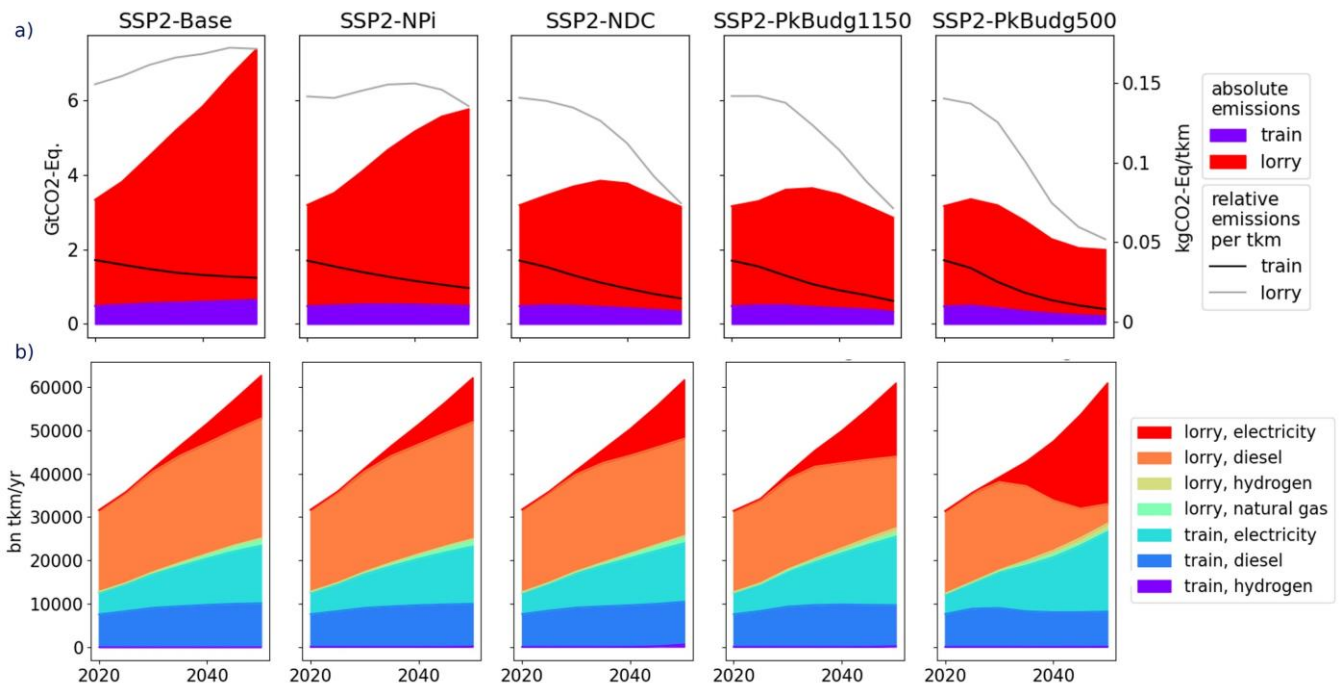 a)
SSP2-Base
SSP2-NPi
SSP2-NDC
SSP2-PkBudg1150
SSP2-PkBudg500
GtCO2-Eq.
6
4
2
0
0.15
0.1
0.05
0
kgCO2-Eq/tkm
absolute
emissions
train
lorry
relative
emissions
per tkm
train
lorry
b)
bn tkm/yr
60000
50000
40000
30000
20000
10000
0
2020 2040
2020 2040
2020 2040
2020 2040
2020 2040
lorry, electricity
lorry, diesel
lorry, hydrogen
lorry, natural gas
train, electricity
train, diesel
train, hydrogen